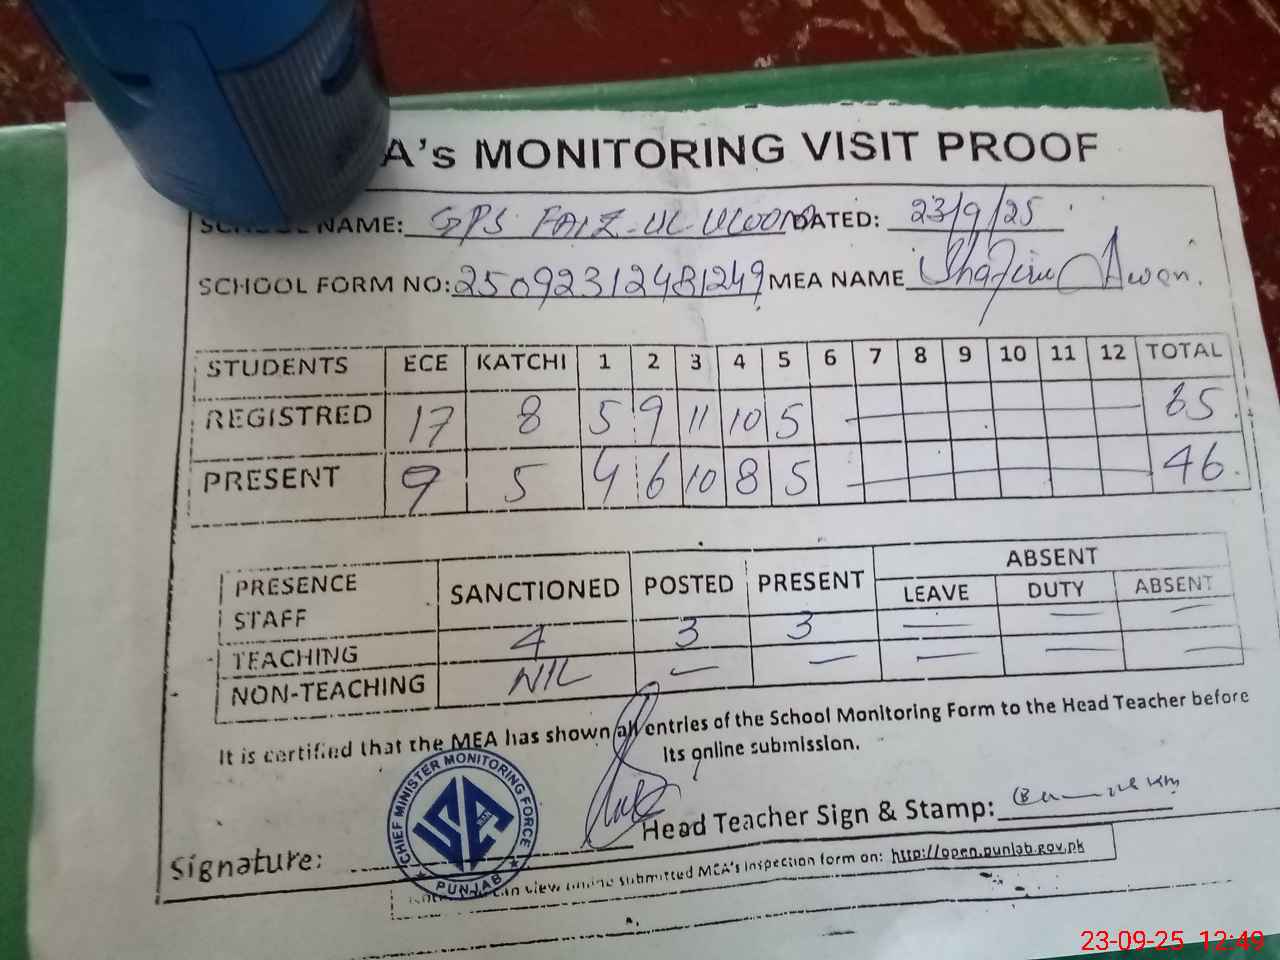 A's MONITORING VISIT PROOF
SCHOOL NAME: GPS FAIZ-UL-ULOOM DATED: 23/9/25
SCHOOL FORM NO: 25092312481249 MEA NAME Awan.
STUDENTS ECE KATCHI 1 2 3 4 5 6 7 8 9 10 11 12 TOTAL
REGISTRED 17 8 5 9 11 10 5 — 65
PRESENT 9 5 4 6 10 8 5 — 46.
PRESENCE STAFF SANCTIONED POSTED PRESENT ABSENT
LEAVE DUTY ABSENT
TEACHING 4 3 3 — — —
NON-TEACHING NIL — — — — —
It is certified that the MEA has shown all entries of the School Monitoring Form to the Head Teacher before
its online submission.
Head Teacher Sign & Stamp:
Signature:
CHIEF MINISTER MONITORING FORCE
PUNJAB
can view online submitted MEA's inspection form on: http://open.punjab.gov.pk
23-09-25 12:49